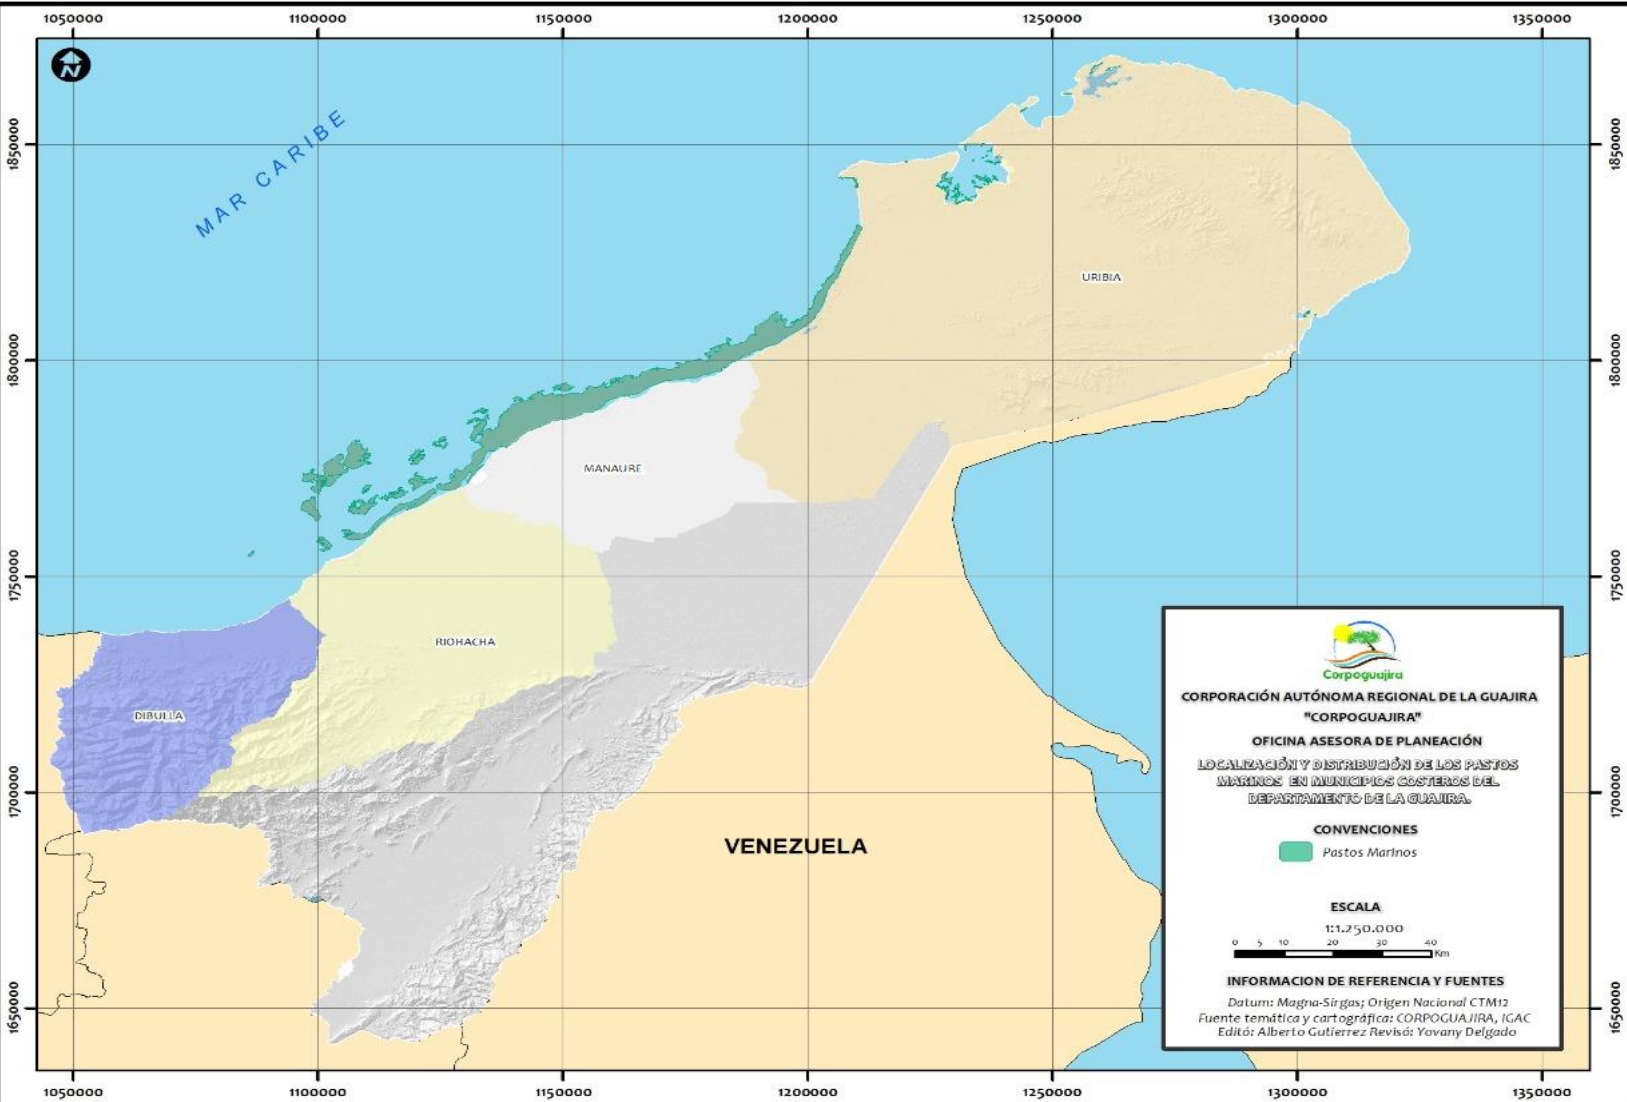 1050000 1100000 1150000 1200000 1250000 1300000 1350000
N
MAR CARIBE
1850000 1850000
URIBIA
1800000 1800000
MANAURE
1750000 1750000
RIOHACHA
DIBULLA
1700000 1700000
VENEZUELA
1650000 1650000
Corpoguajira
CORPORACIÓN AUTÓNOMA REGIONAL DE LA GUAJIRA
"CORPOGUAJIRA"
OFICINA ASESORA DE PLANEACIÓN
LOCALIZACIÓN Y DISTRIBUCIÓN DE LOS PASTOS
MARINOS EN MUNICIPIOS COSTEROS DEL
DEPARTAMENTO DE LA GUAJIRA.
CONVENCIONES
Pastos Marinos
ESCALA
1:1.250.000
0 5 10 20 30 40
Km
INFORMACION DE REFERENCIA Y FUENTES
Datum: Magna-Sirgas; Origen Nacional CTM12
Fuente temática y cartográfica: CORPOGUAJIRA, IGAC
Editó: Alberto Gutierrez Revisó: Yovany Delgado
1050000 1100000 1150000 1200000 1250000 1300000 1350000